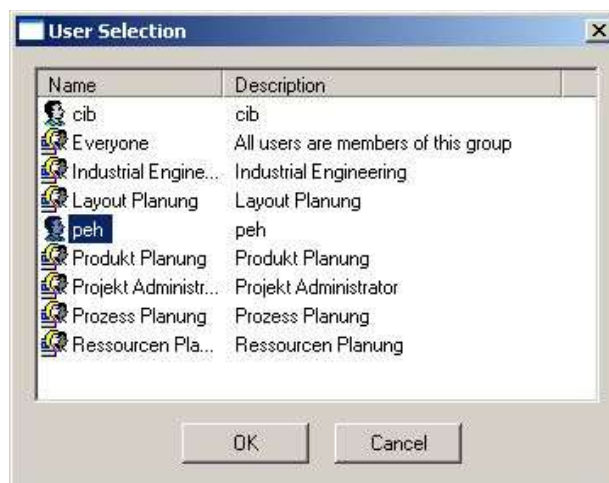 User Selection
Name Description
cib cib
Everyone All users are members of this group
Industrial Engine... Industrial Engineering
Layout Planung Layout Planung
peh peh
Produkt Planung Produkt Planung
Projekt Administr... Projekt Administrator
Prozess Planung Prozess Planung
Ressourcen Pla... Ressourcen Planung
OK Cancel